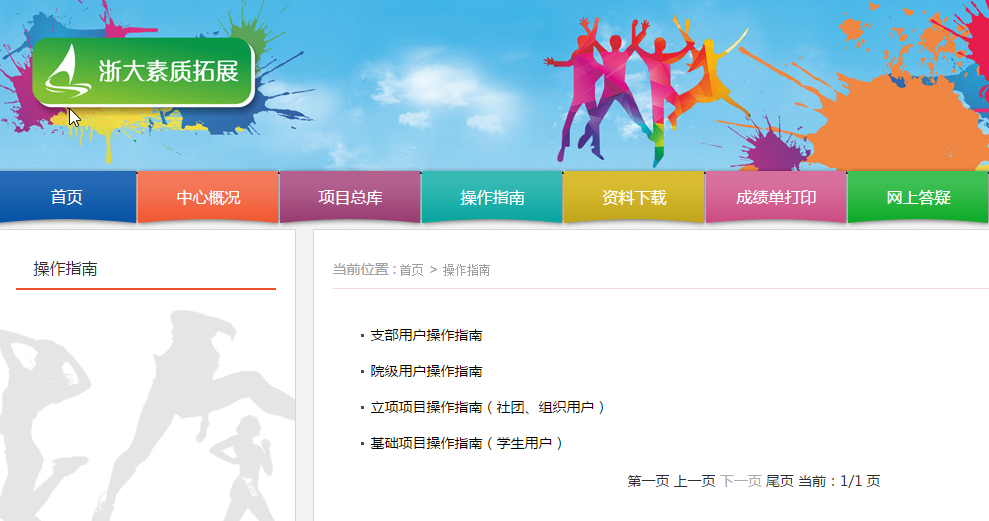 浙大素质拓展
首页 中心概况 项目总库 操作指南 资料下载 成绩单打印 网上答疑
操作指南
当前位置：首页 > 操作指南
支部用户操作指南
院级用户操作指南
立项项目操作指南（社团、组织用户）
基础项目操作指南（学生用户）
第一页 上一页 下一页 尾页 当前：1/1 页